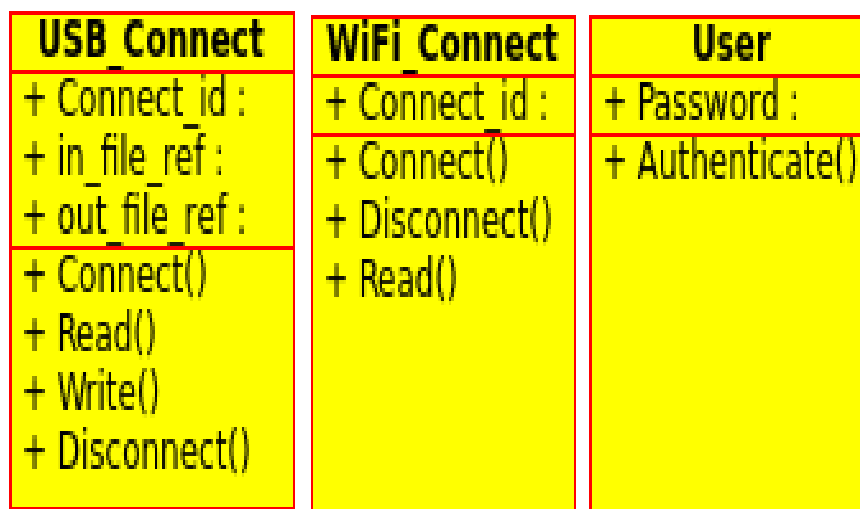 USB_Connect
+ Connect_id :
+ in_file_ref :
+ out_file_ref :
+ Connect()
+ Read()
+ Write()
+ Disconnect()
WiFi_Connect
+ Connect_id :
+ Connect()
+ Disconnect()
+ Read()
User
+ Password :
+ Authenticate()